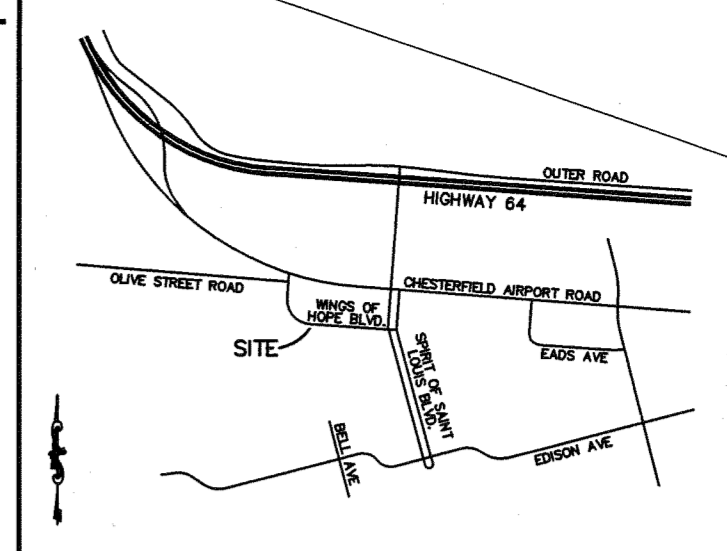 OUTER ROAD
HIGHWAY 64
OLIVE STREET ROAD
CHESTERFIELD AIRPORT ROAD
WINGS OF
HOPE BLVD.
SITE
SPIRIT OF SAINT
LOUIS BLVD.
EADS AVE
BELL AVE
EDISON AVE